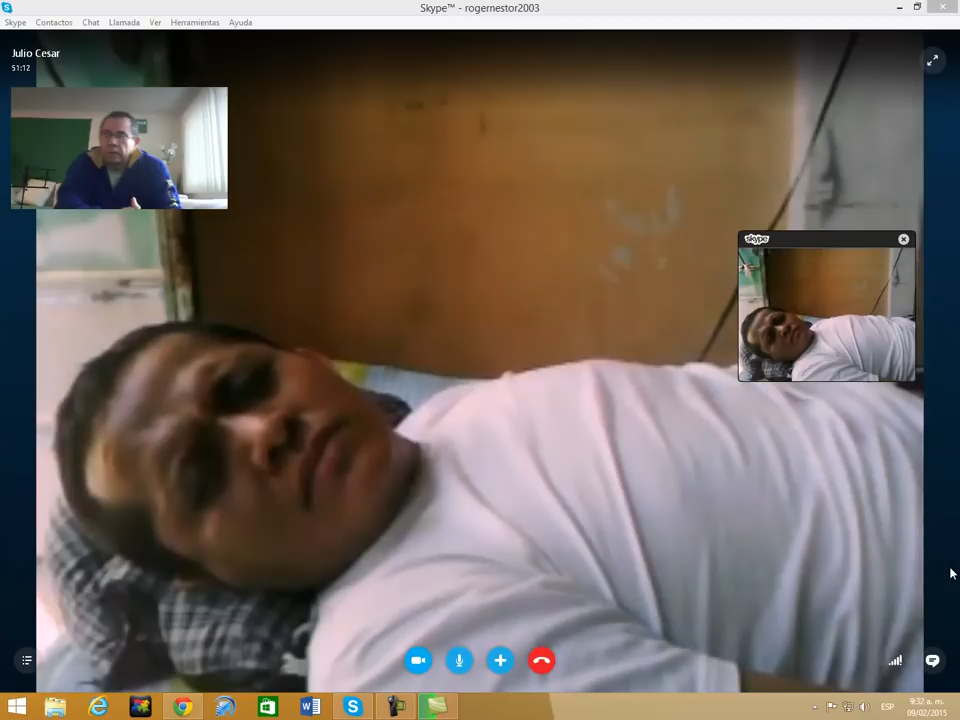 Skype™ - rogernestor2003
Skype Contactos Chat Llamada Ver Herramientas Ayuda
Julio Cesar
51:12
skype
ESP
9:32 a. m.
09/02/2015